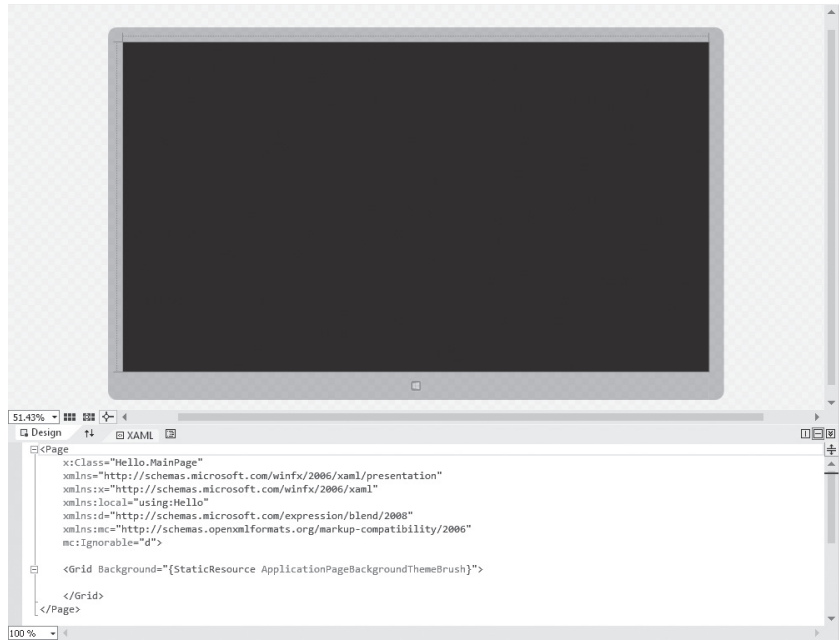 51.43%
Design
XAML
<Page
x:Class="Hello.MainPage"
xmlns="http://schemas.microsoft.com/winfx/2006/xaml/presentation"
xmlns:x="http://schemas.microsoft.com/winfx/2006/xaml"
xmlns:local="using:Hello"
xmlns:d="http://schemas.microsoft.com/expression/blend/2008"
xmlns:mc="http://schemas.openxmlformats.org/markup-compatibility/2006"
mc:Ignorable="d">
<Grid Background="{StaticResource ApplicationPageBackgroundThemeBrush}">
</Grid>
</Page>
100 %